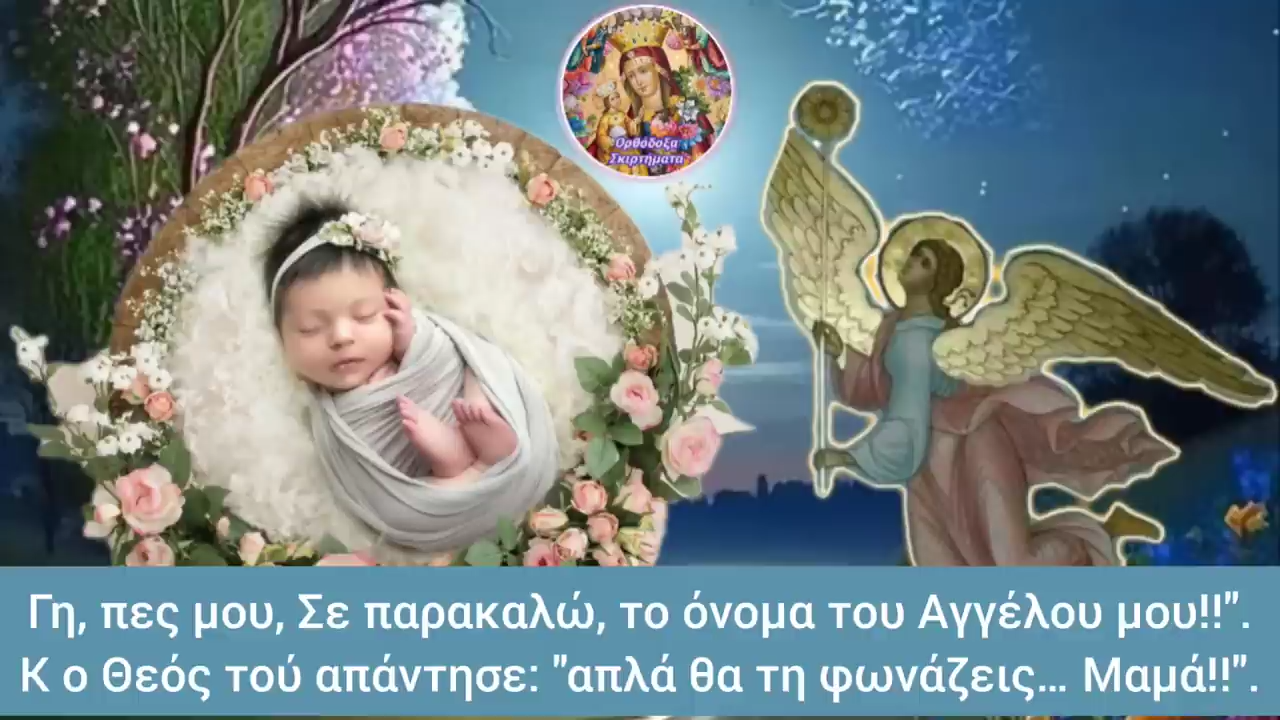 Ορθόδοξα
Σκιρτήματα
Γη, πες μου, Σε παρακαλώ, το όνομα του Αγγέλου μου!!".
Κ ο Θεός τού απάντησε: "απλά θα τη φωνάζεις... Μαμά!!".